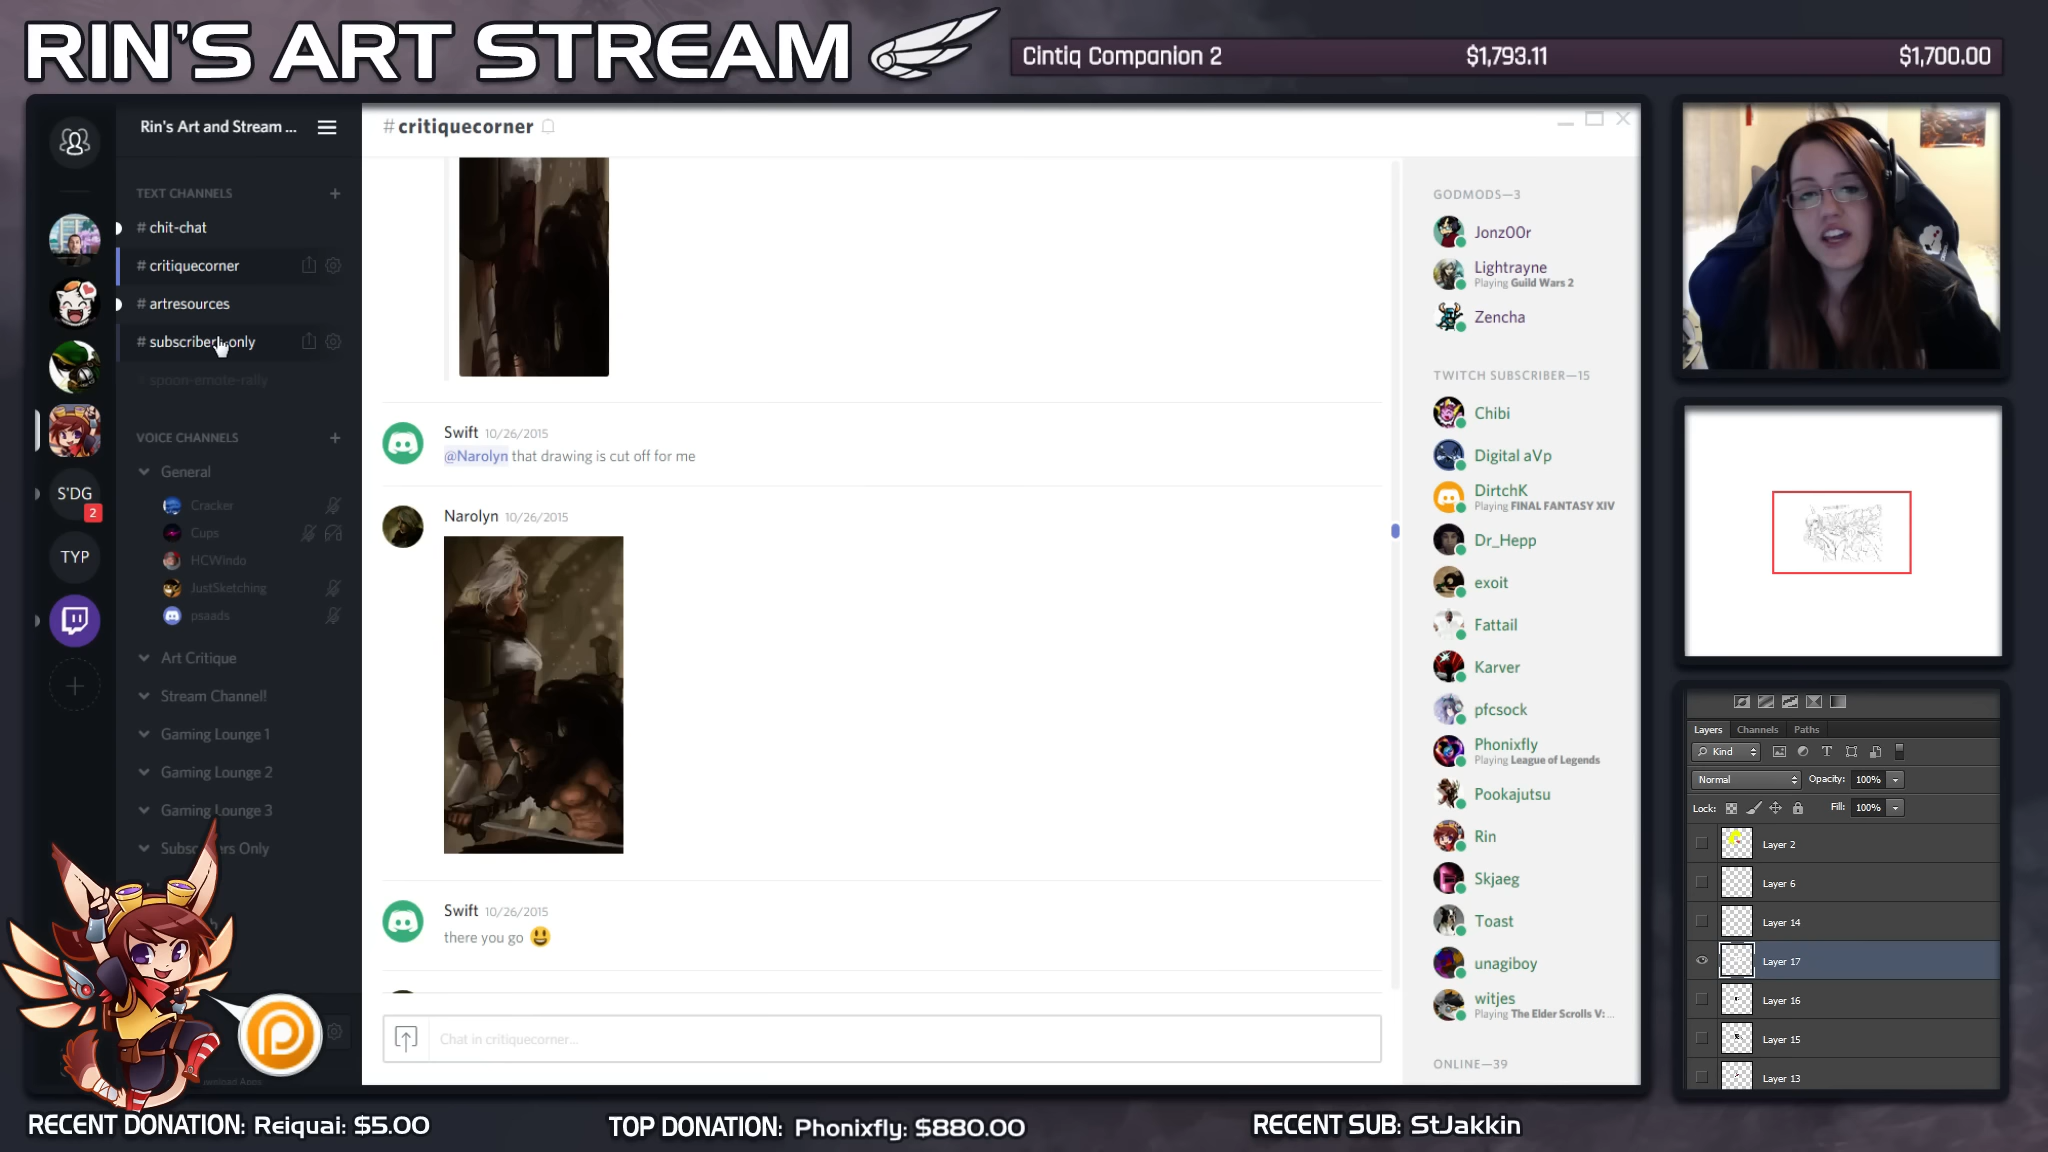 RIN'S ART STREAM
Cintiq Companion 2 $1,793.11 $1,700.00
Rin's Art and Stream ...
TEXT CHANNELS
# chit-chat
# critiquecorner
# artresources
# subscriber only
# spoon-emote-rally
S'DG
2
TYP
VOICE CHANNELS
General
Cracker
Cups
HCWindo
JustSketching
psaads
Art Critique
Stream Channel!
Gaming Lounge 1
Gaming Lounge 2
Gaming Lounge 3
Only
#critiquecorner
Swift 10/26/2015
@Narolyn that drawing is cut off for me
Narolyn 10/26/2015
Swift 10/26/2015
there you go
Chat in critiquecorner...
GODMODS—3
Jonz00r
Lightrayne
Playing Guild Wars 2
Zencha
TWITCH SUBSCRIBER—15
Chibi
Digital aVp
DirtchK
Playing FINAL FANTASY XIV
Dr_Hepp
exoit
Fattail
Karver
pfcsock
Phonixfly
Playing League of Legends
Pookajutsu
Rin
Skjaeg
Toast
unagiboy
witjes
Playing The Elder Scrolls V: ...
ONLINE—39
Layers Channels Paths
Kind
Normal Opacity: 100%
Lock: Fill: 100%
Layer 2
Layer 6
Layer 14
Layer 17
Layer 16
Layer 15
Layer 13
RECENT DONATION: Reiquai: $5.00
TOP DONATION: Phonixfly: $880.00
RECENT SUB: StJakkin